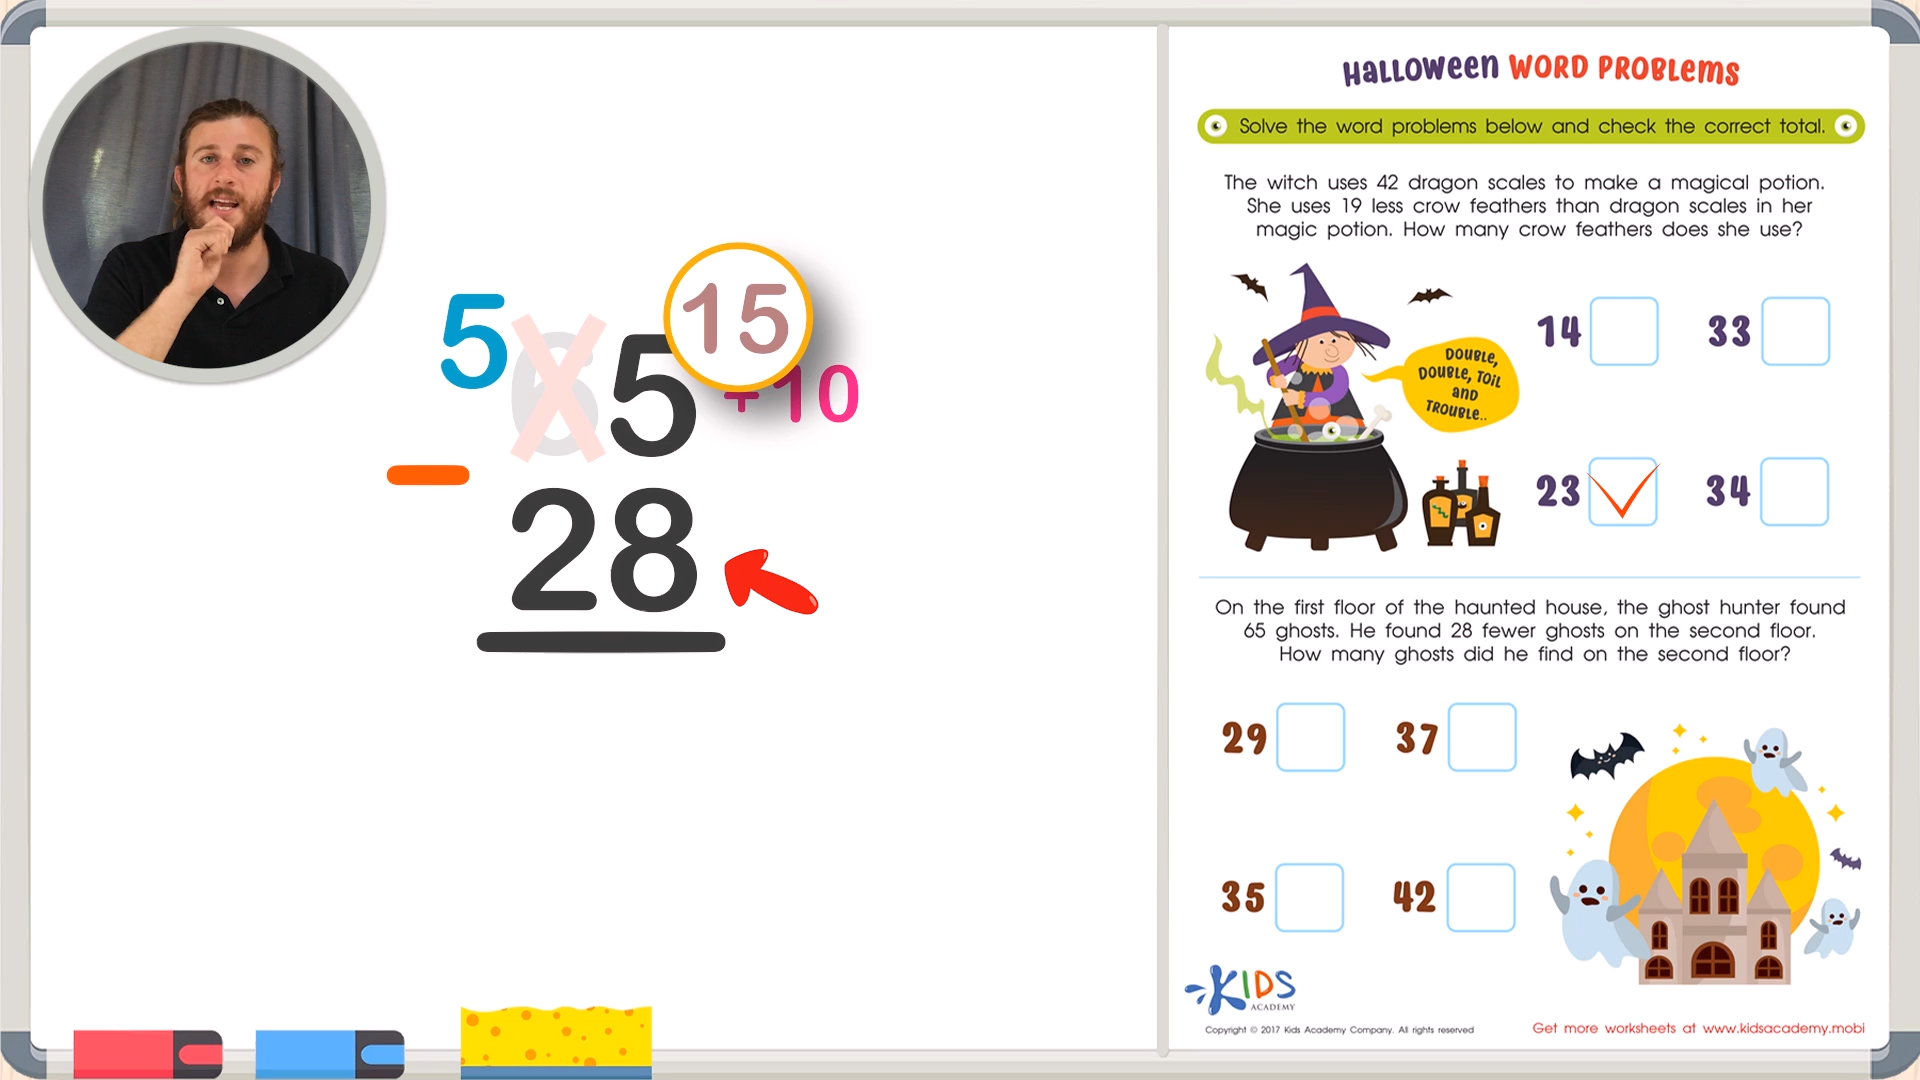 5 6 5 15
+10
28
HALLOWEEN WORD PROBLEMS
Solve the word problems below and check the correct total.
The witch uses 42 dragon scales to make a magical potion.
She uses 19 less crow feathers than dragon scales in her
magic potion. How many crow feathers does she use?
DOUBLE,
DOUBLE, TOIL
and
TROUBLE..
14 33
23 34
On the first floor of the haunted house, the ghost hunter found
65 ghosts. He found 28 fewer ghosts on the second floor.
How many ghosts did he find on the second floor?
29 37
35 42
KIDS
ACADEMY
Copyright © 2017 Kids Academy Company. All rights reserved
Get more worksheets at www.kidsacademy.mobi